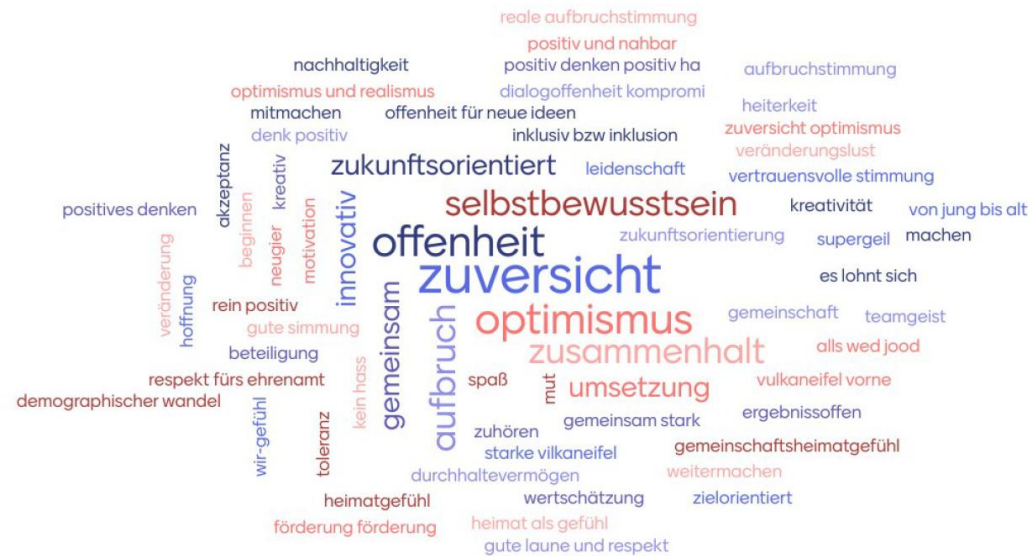 reale aufbruchstimmung
positiv und nahbar
nachhaltigkeit
positiv denken positiv ha
aufbruchstimmung
optimismus und realismus
dialogoffenheit kompromi
heiterkeit
mitmachen
offenheit für neue ideen
denk positiv
inklusiv bzw inklusion
zuversicht optimismus
veränderungslust
akzeptanz
kreativ
zukunftsorientiert
leidenschaft
vertrauensvolle stimmung
positives denken
beginnen
neugier
motivation
innovativ
selbstbewusstsein
kreativität
von jung bis alt
offenheit
zukunftsorientierung
supergeil
machen
veränderung
hoffnung
zuversicht
es lohnt sich
rein positiv
gemeinsam
aufbruch
optimismus
gemeinschaft
teamgeist
gute simmung
beteiligung
zusammenhalt
alls wed jood
respekt fürs ehrenamt
kein hass
spaß
mut
umsetzung
vulkaneifel vorne
demographischer wandel
wir-gefühl
toleranz
zuhören
gemeinsam stark
ergebnissoffen
starke vilkaneifel
gemeinschaftsheimatgefühl
durchhaltevermögen
weitermachen
heimatgefühl
wertschätzung
zielorientiert
förderung förderung
heimat als gefühl
gute laune und respekt